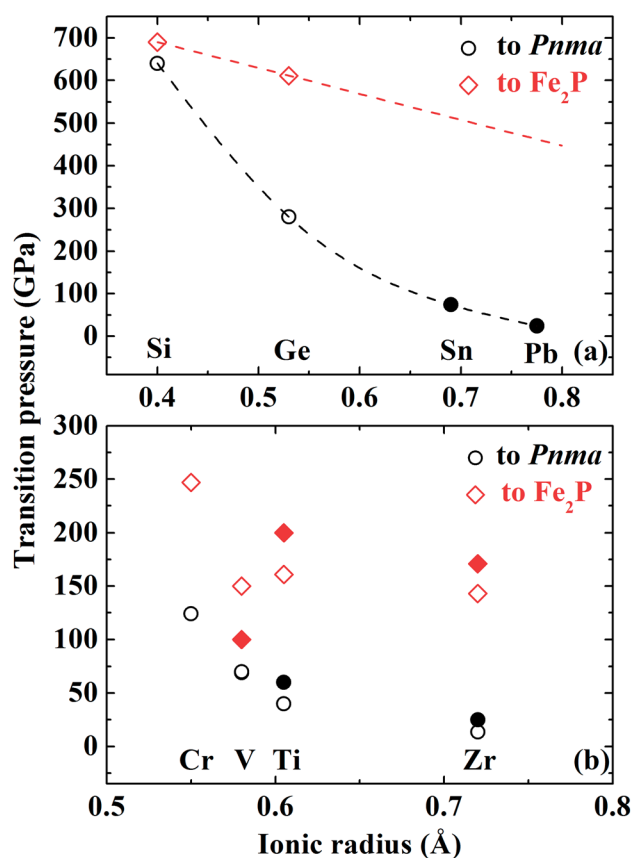 700
600
500
400
300
200
100
0
to Pnma
to Fe₂P
Si
Ge
Sn
Pb
(a)
0.4
0.5
0.6
0.7
0.8
Transition pressure (GPa)
300
250
200
150
100
50
0
to Pnma
to Fe₂P
Cr
V
Ti
Zr
(b)
0.5
0.6
0.7
0.8
Ionic radius (Å)